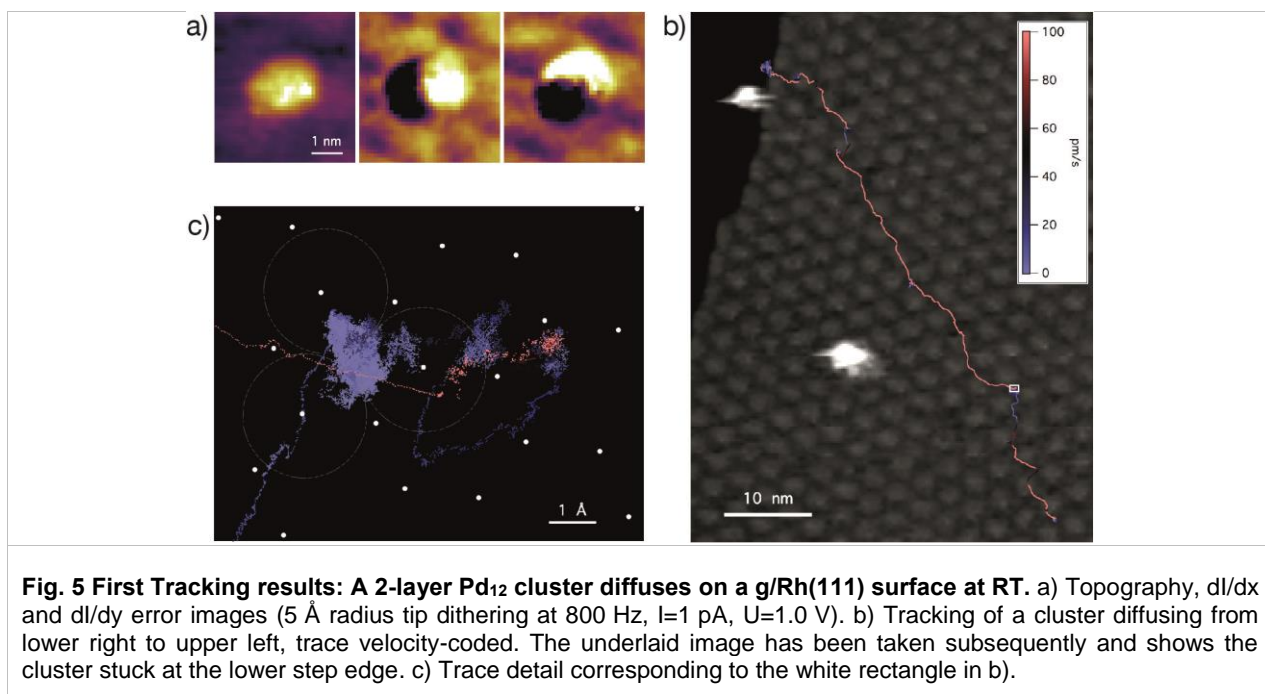 a)
1 nm
b)
100
80
60
40
20
0
pm/s
10 nm
c)
1 Å
Fig. 5 First Tracking results: A 2-layer Pd₁₂ cluster diffuses on a g/Rh(111) surface at RT. a) Topography, dI/dx
and dI/dy error images (5 Å radius tip dithering at 800 Hz, I=1 pA, U=1.0 V). b) Tracking of a cluster diffusing from
lower right to upper left, trace velocity-coded. The underlaid image has been taken subsequently and shows the
cluster stuck at the lower step edge. c) Trace detail corresponding to the white rectangle in b).